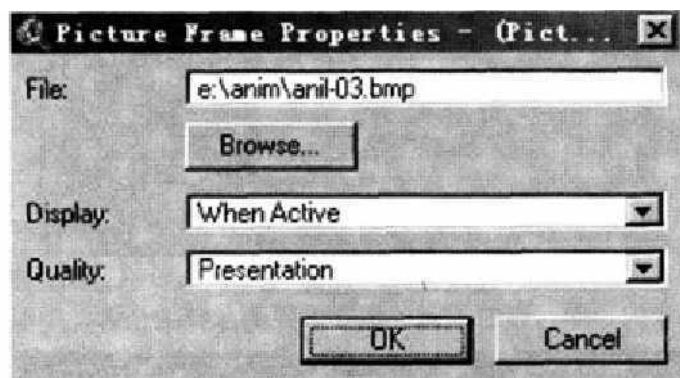 Picture Frame Properties - (Pict...
File: e:\anim\anil-03.bmp
Browse...
Display: When Active
Quality: Presentation
OK Cancel